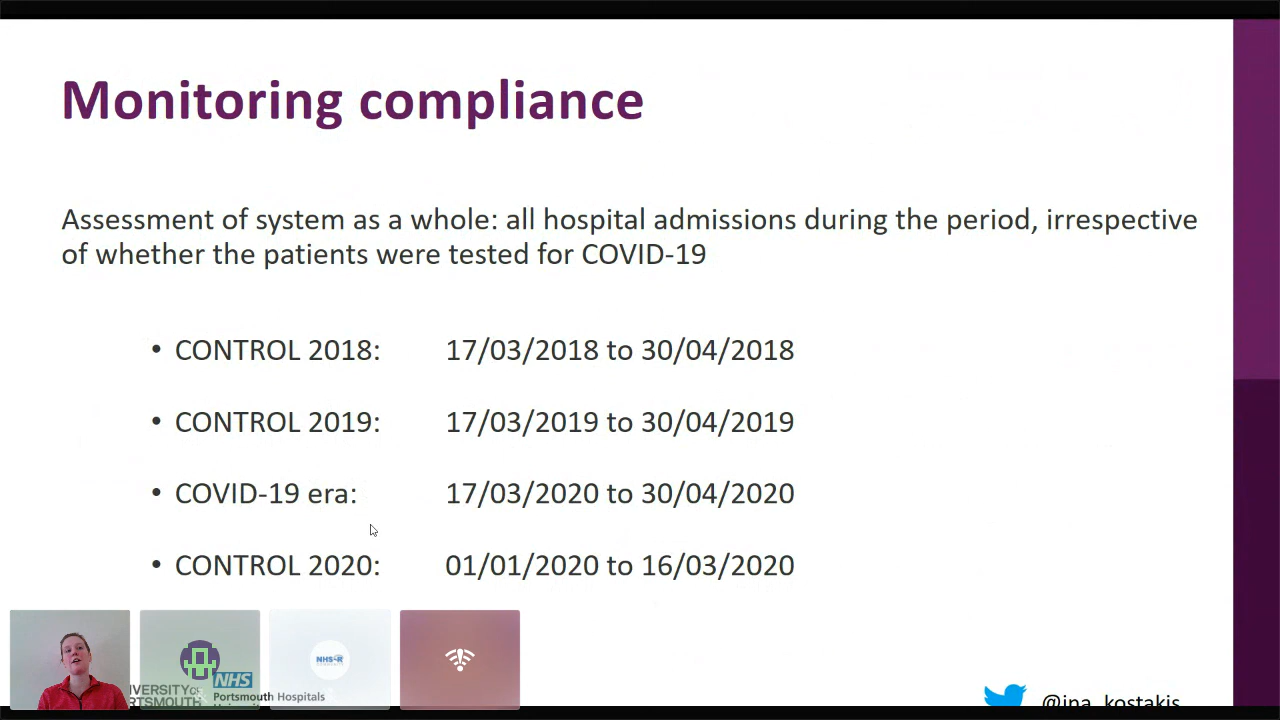 Monitoring compliance
Assessment of system as a whole: all hospital admissions during the period, irrespective
of whether the patients were tested for COVID-19
• CONTROL 2018: 17/03/2018 to 30/04/2018
• CONTROL 2019: 17/03/2019 to 30/04/2019
• COVID-19 era: 17/03/2020 to 30/04/2020
• CONTROL 2020: 01/01/2020 to 16/03/2020
NHS
Portsmouth Hospitals
NHS-R
@ina_kostakis